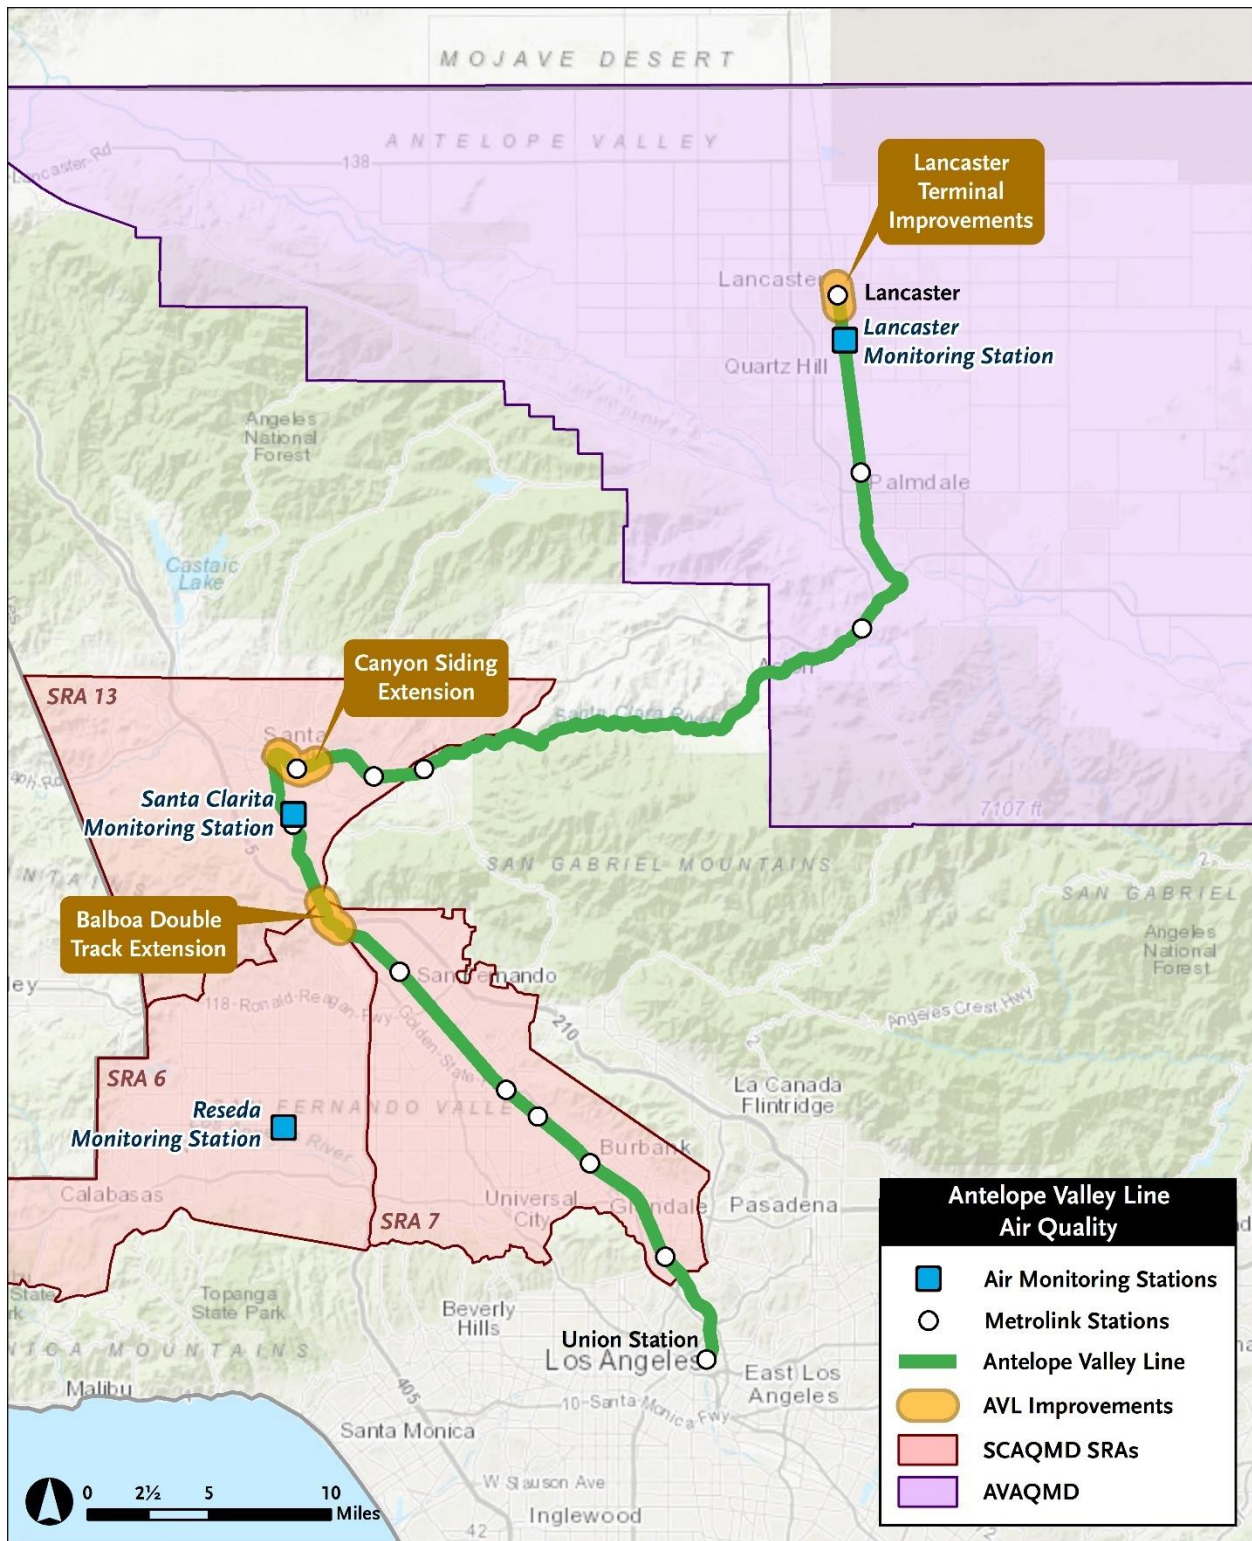 MOJAVE DESERT
ANTELOPE VALLEY
Lancaster-Rd
138
Lancaster
Terminal
Improvements
Lancaster
Lancaster
Lancaster
Monitoring Station
Quartz Hill
Angeles
National
Forest
Palmdale
Castaic
Lake
Canyon Siding
Extension
SRA 13
Santa Clara River
Santa
Santa Clarita
Monitoring Station
5
7107 ft
SAN GABRIEL MOUNTAINS
2
SAN GABRIEL
Balboa Double
Track Extension
Angeles
National
Forest
San Fernando
118-Ronald-Reagan-Fwy
Golden-State
210
Angeles Crest Hwy
2
SRA 6
La Canada
Flintridge
Reseda
Monitoring Station
FERNANDO
Burbank
Calabasas
Universal
City
Glendale
Pasadena
SRA 7
Topanga
State Park
Beverly
Hills
Union Station
Los Angeles
East Los
Angeles
Malibu
405
10-Santa-Monica Fwy
Santa Monica
W Slauson Ave
Inglewood
42
72
Antelope Valley Line
Air Quality
Air Monitoring Stations
Metrolink Stations
Antelope Valley Line
AVL Improvements
SCAQMD SRAs
AVAQMD
0 2½ 5 10
Miles